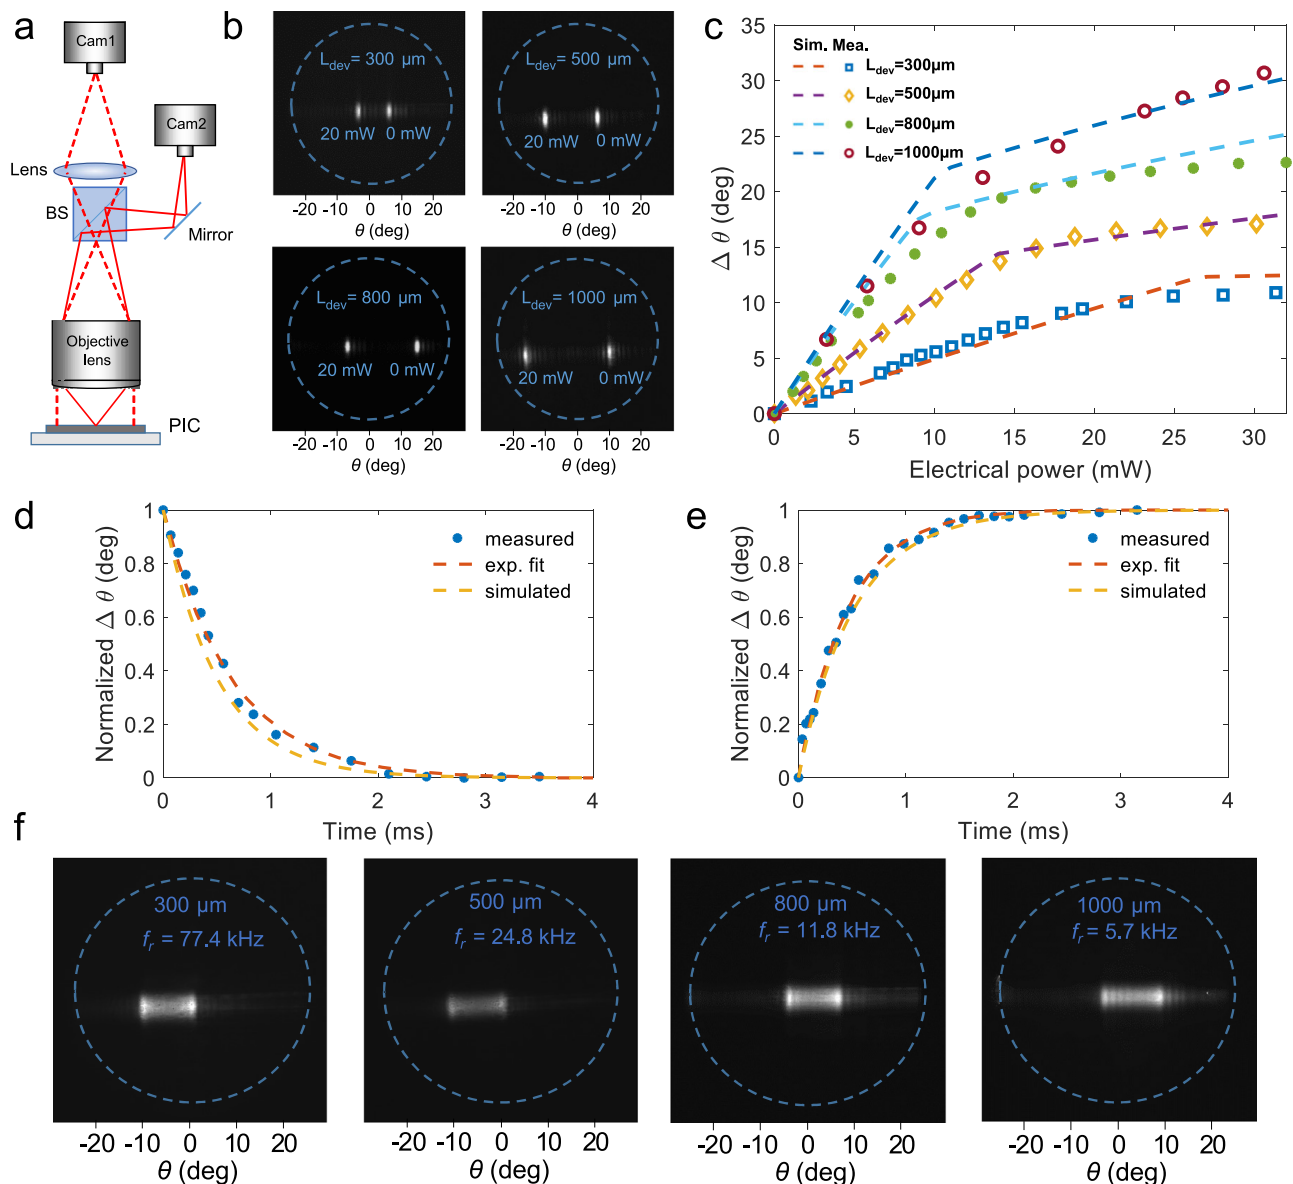 a
Cam1
Cam2
Lens
BS
Mirror
Objective
lens
PIC
b
L_dev = 300 μm
20 mW
0 mW
-20 -10 0 10 20
θ (deg)
L_dev = 500 μm
20 mW
0 mW
-20 -10 0 10 20
θ (deg)
L_dev = 800 μm
20 mW
0 mW
-20 -10 0 10 20
θ (deg)
L_dev = 1000 μm
20 mW
0 mW
-20 -10 0 10 20
θ (deg)
c
35
30
25
20
15
10
5
0
Δ θ (deg)
Sim. Mea.
L_dev=300μm
L_dev=500μm
L_dev=800μm
L_dev=1000μm
0 5 10 15 20 25 30
Electrical power (mW)
d
1
0.8
0.6
0.4
0.2
0
Normalized Δ θ (deg)
measured
exp. fit
simulated
0 1 2 3 4
Time (ms)
e
1
0.8
0.6
0.4
0.2
0
Normalized Δ θ (deg)
measured
exp. fit
simulated
0 1 2 3 4
Time (ms)
f
300 μm
f_r = 77.4 kHz
-20 -10 0 10 20
θ (deg)
500 μm
f_r = 24.8 kHz
-20 -10 0 10 20
θ (deg)
800 μm
f_r = 11.8 kHz
-20 -10 0 10 20
θ (deg)
1000 μm
f_r = 5.7 kHz
-20 -10 0 10 20
θ (deg)